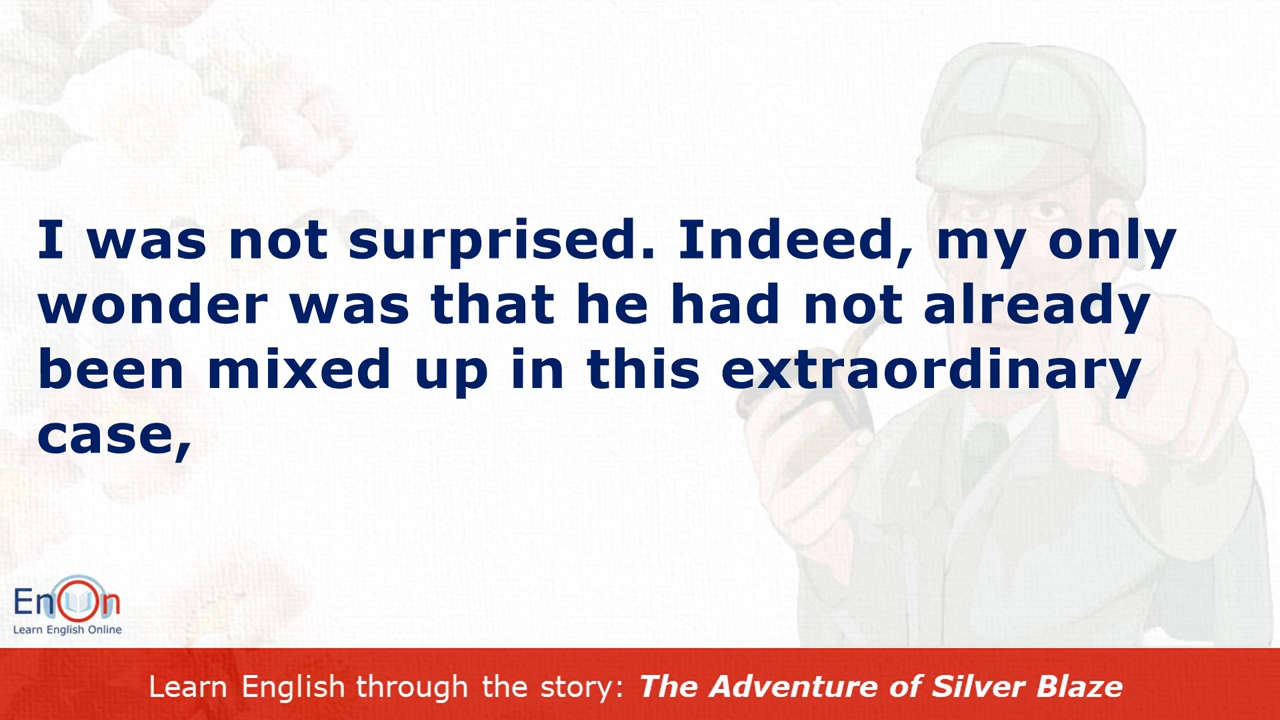 I was not surprised. Indeed, my only
wonder was that he had not already
been mixed up in this extraordinary
case,
EnOn
Learn English Online
Learn English through the story: The Adventure of Silver Blaze